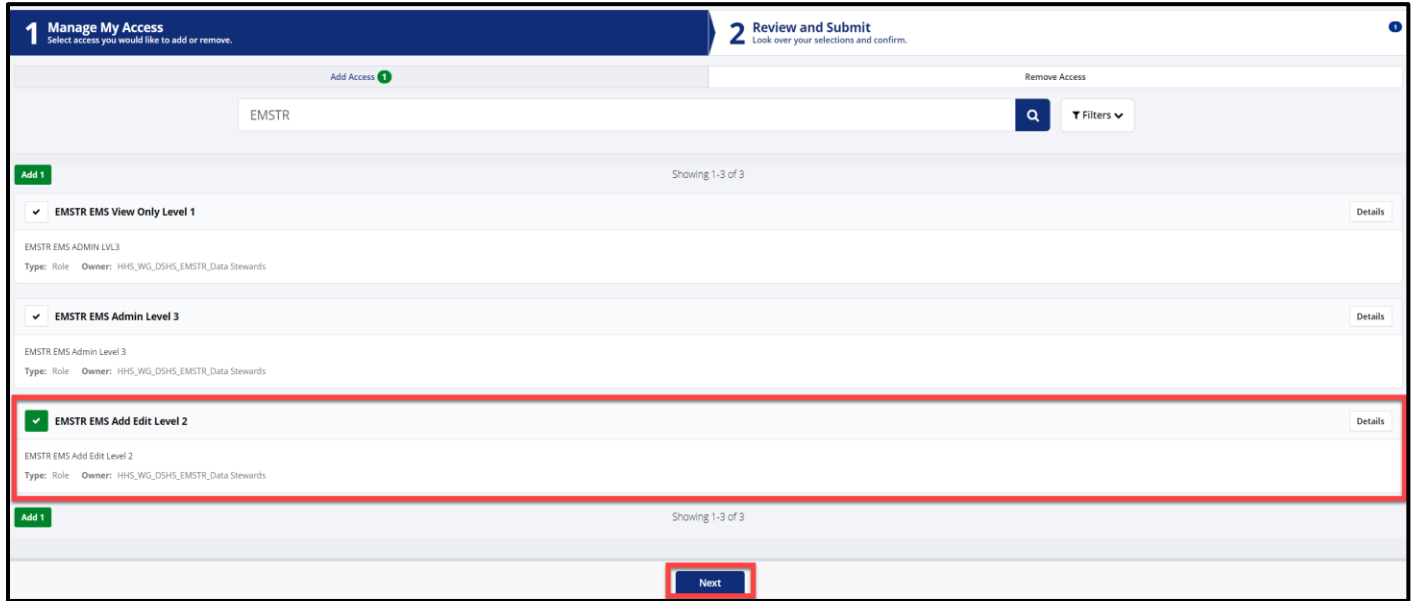 1 Manage My Access
Select access you would like to add or remove.
2 Review and Submit
Look over your selections and confirm.
1
Add Access 1
Remove Access
EMSTR
Filters
Add 1
Showing 1-3 of 3
EMSTR EMS View Only Level 1
Details
EMSTR EMS ADMIN LVL3
Type: Role Owner: HHS_WG_DSHS_EMSTR_Data Stewards
EMSTR EMS Admin Level 3
Details
EMSTR EMS Admin Level 3
Type: Role Owner: HHS_WG_DSHS_EMSTR_Data Stewards
EMSTR EMS Add Edit Level 2
Details
EMSTR EMS Add Edit Level 2
Type: Role Owner: HHS_WG_DSHS_EMSTR_Data Stewards
Add 1
Showing 1-3 of 3
Next